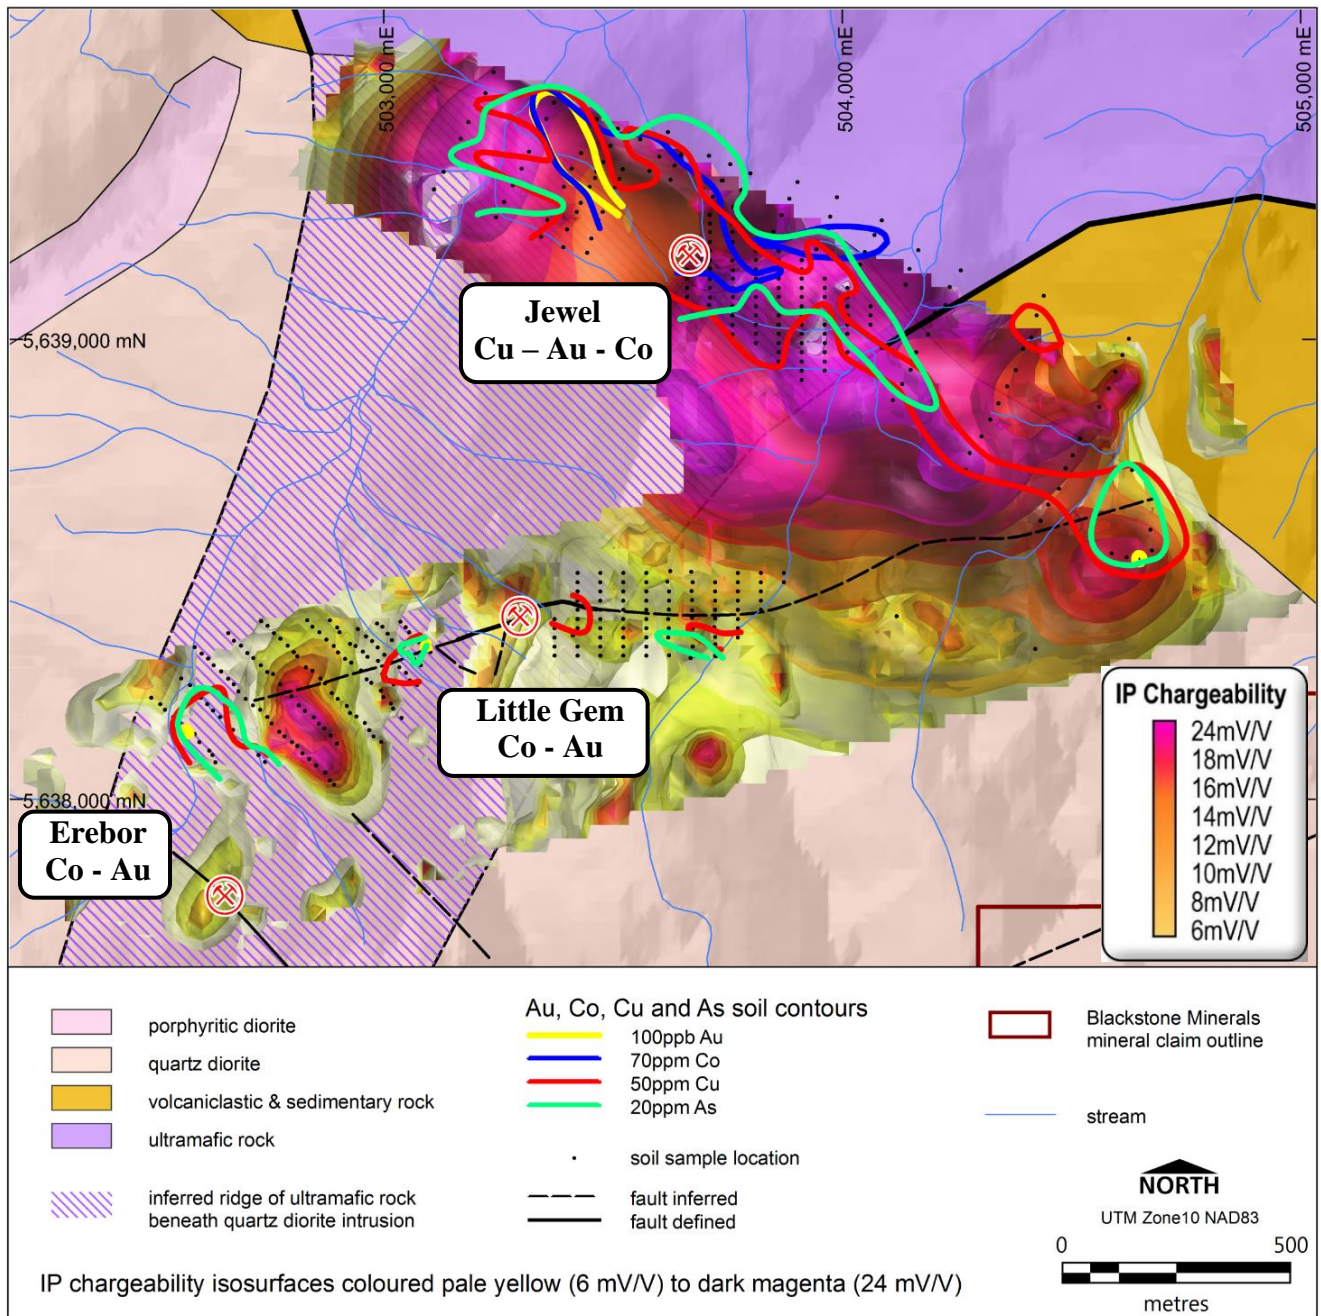 503,000 mE
504,000 mE
505,000 mE
5,639,000 mN
Jewel
Cu – Au - Co
Little Gem
Co - Au
5,638,000 mN
Erebor
Co - Au
IP Chargeability
24mV/V
18mV/V
16mV/V
14mV/V
12mV/V
10mV/V
8mV/V
6mV/V
porphyritic diorite
quartz diorite
volcaniclastic & sedimentary rock
ultramafic rock
inferred ridge of ultramafic rock
beneath quartz diorite intrusion
Au, Co, Cu and As soil contours
100ppb Au
70ppm Co
50ppm Cu
20ppm As
soil sample location
fault inferred
fault defined
Blackstone Minerals
mineral claim outline
stream
NORTH
UTM Zone10 NAD83
0 500
metres
IP chargeability isosurfaces coloured pale yellow (6 mV/V) to dark magenta (24 mV/V)